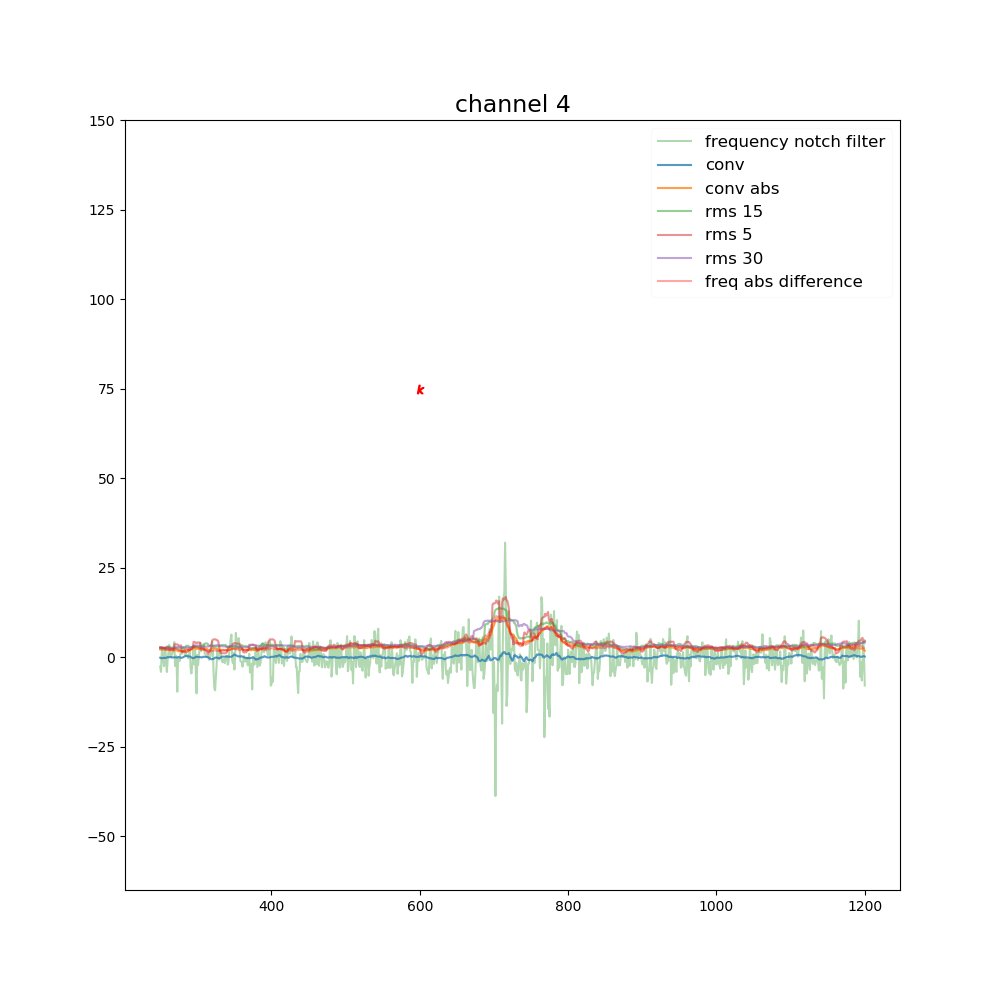 channel 4
150
125
100
75
50
25
0
−25
−50
frequency notch filter
conv
conv abs
rms 15
rms 5
rms 30
freq abs difference
k
400 600 800 1000 1200